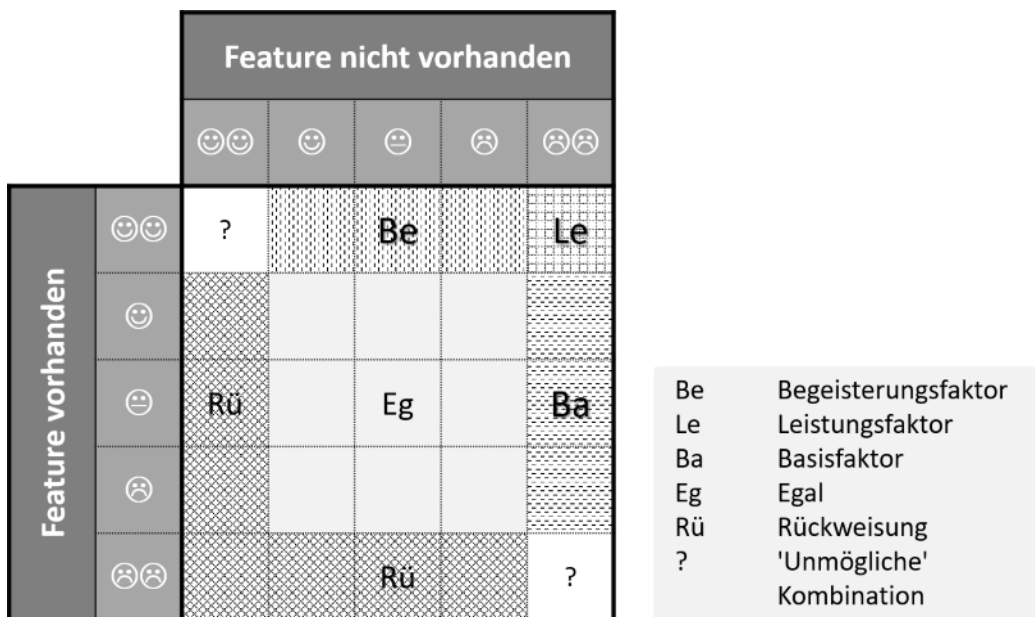 Feature nicht vorhanden
Feature vorhanden
? Be Le
Rü Eg Ba
Rü ?
Be Begeisterungsfaktor
Le Leistungsfaktor
Ba Basisfaktor
Eg Egal
Rü Rückweisung
? 'Unmögliche'
Kombination